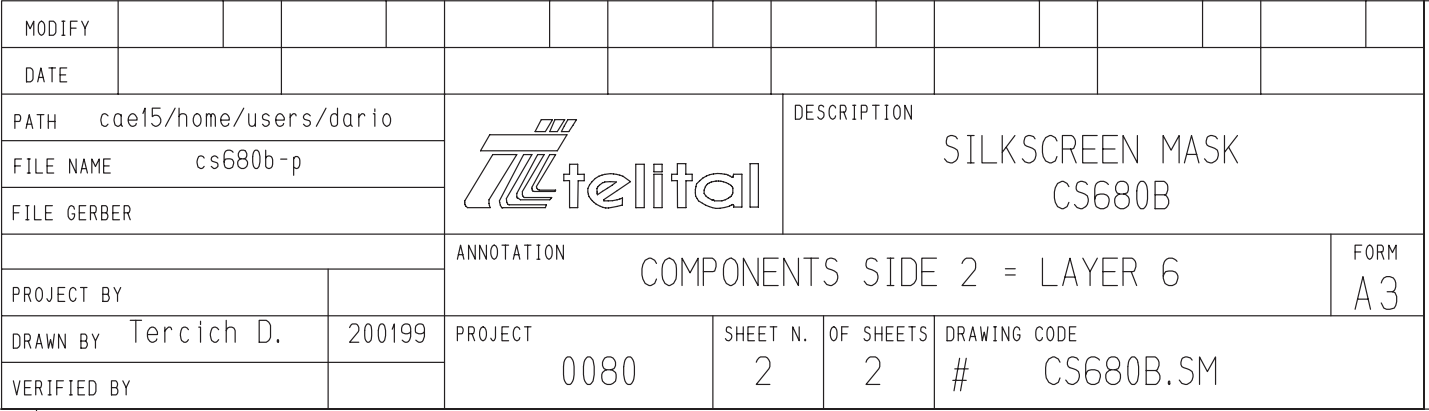 MODIFY
DATE
PATH cae15/home/users/dario
FILE NAME cs680b-p
FILE GERBER
PROJECT BY
DRAWN BY Tercich D. 200199
VERIFIED BY
telital
DESCRIPTION
SILKSCREEN MASK
CS680B
ANNOTATION
COMPONENTS SIDE 2 = LAYER 6
FORM
A3
PROJECT
0080
SHEET N.
2
OF SHEETS
2
DRAWING CODE
# CS680B.SM